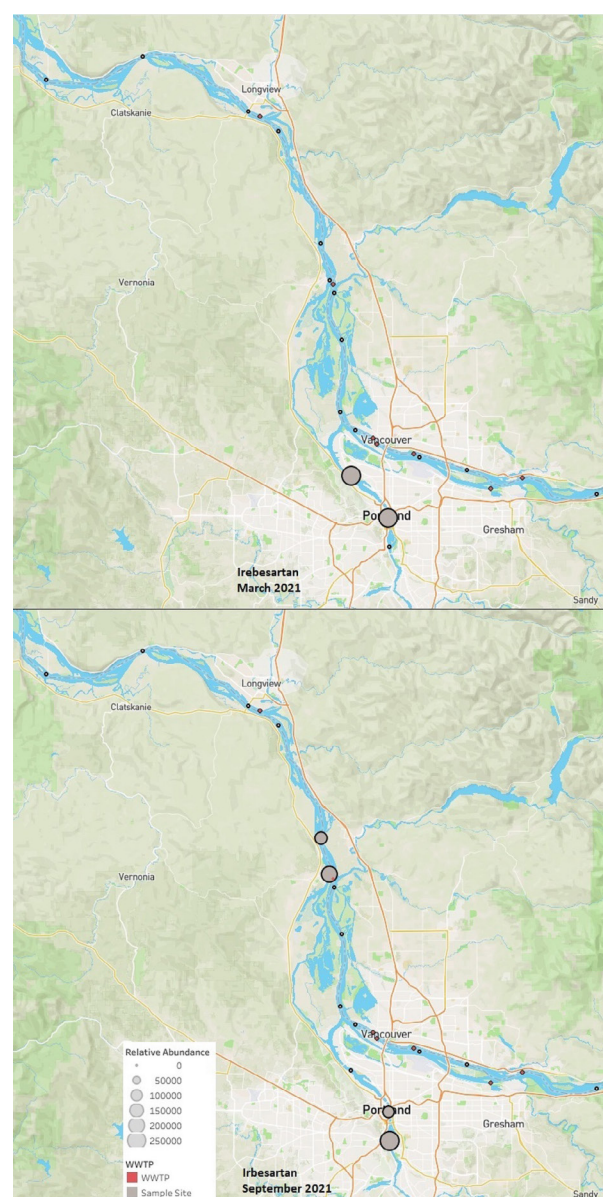 Longview
Clatskanie
Vernonia
Vancouver
Portland
Gresham
Irebesartan
March 2021
Sandy
Longview
Clatskanie
Vernonia
Vancouver
Relative Abundance
0
50000
100000
150000
200000
250000
Portland
Gresham
WWTP
WWTP
Sample Site
Irbesartan
September 2021
Sandy